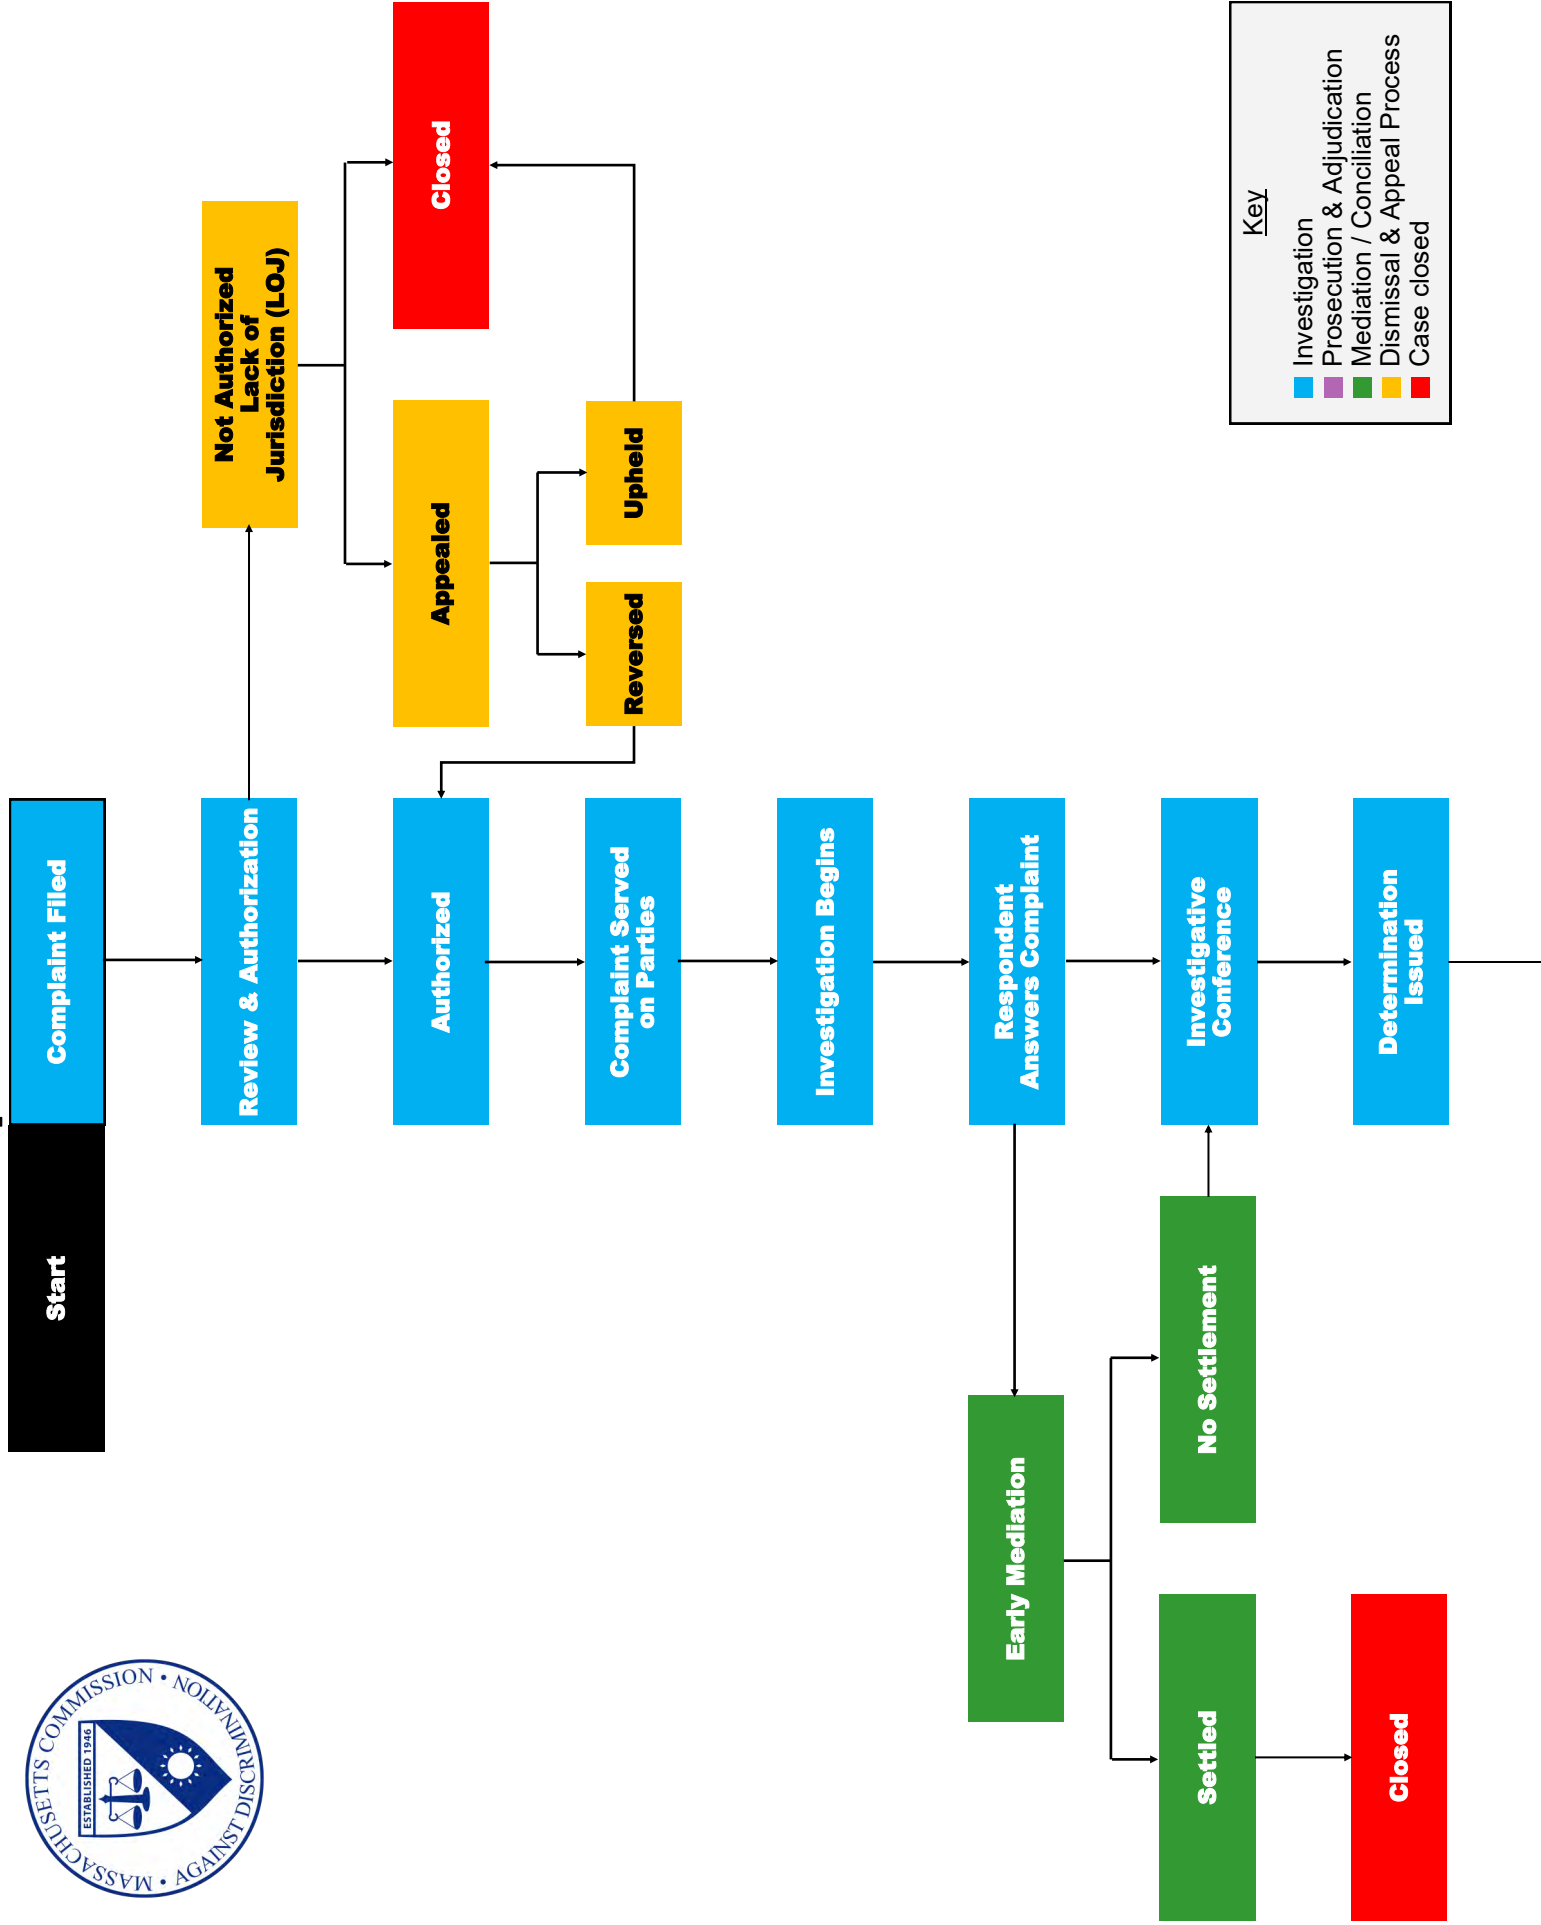 MASSACHUSETTS COMMISSION •
AGAINST DISCRIMINATION •
ESTABLISHED 1946
Start
Complaint Filed
Review & Authorization
Not Authorized
Lack of
Jurisdiction (LOJ)
Authorized
Appealed
Closed
Complaint Served
on Parties
Reversed
Upheld
Investigation Begins
Early Mediation
Respondent
Answers Complaint
Settled
No Settlement
Investigative
Conference
Closed
Determination
Issued
Key
Investigation
Prosecution & Adjudication
Mediation / Conciliation
Dismissal & Appeal Process
Case closed